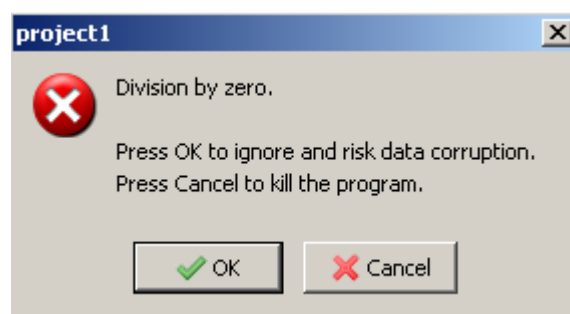 project1
Division by zero.
Press OK to ignore and risk data corruption.
Press Cancel to kill the program.
OK
Cancel